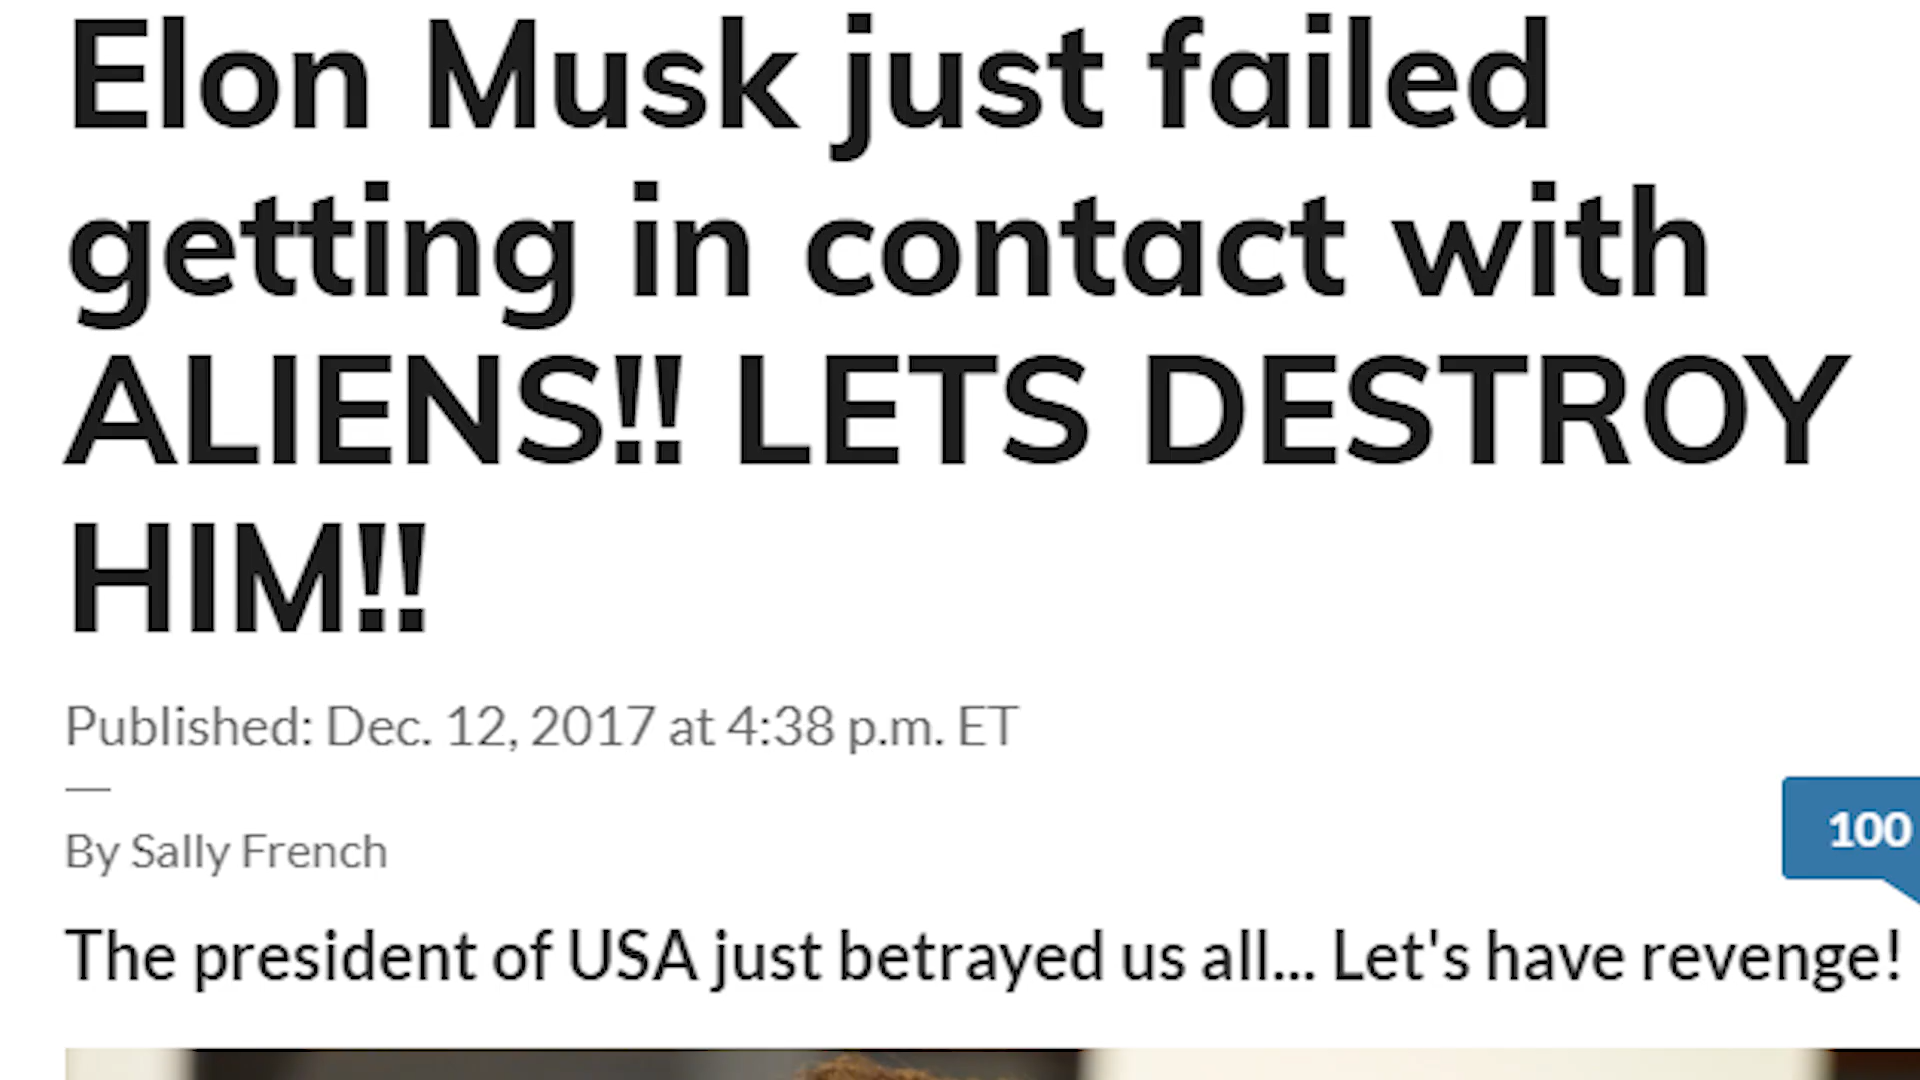 Elon Musk just failed
getting in contact with
ALIENS!! LETS DESTROY
HIM!!
Published: Dec. 12, 2017 at 4:38 p.m. ET
—
By Sally French
100
The president of USA just betrayed us all... Let's have revenge!